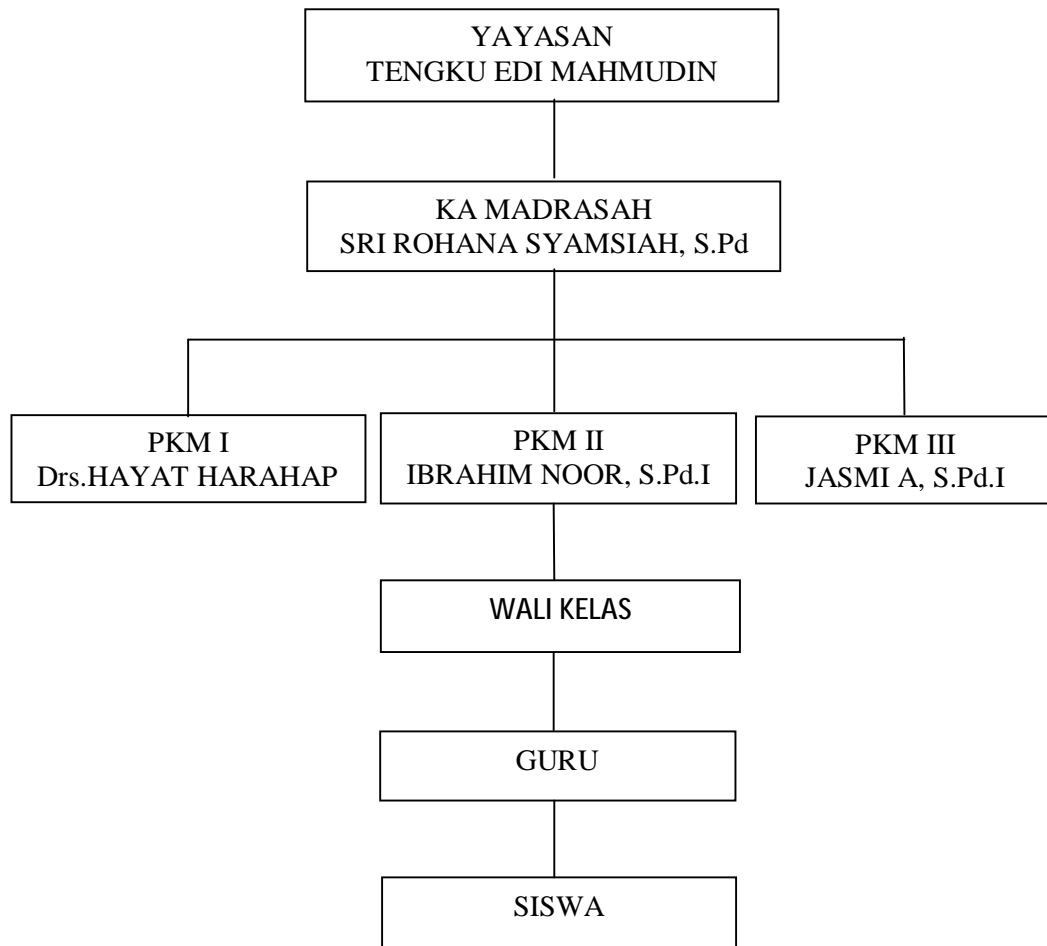 YAYASAN
TENGKU EDI MAHMUDIN
KA MADRASAH
SRI ROHANA SYAMSIAH, S.Pd
PKM I
Drs.HAYAT HARAHAP
PKM II
IBRAHIM NOOR, S.Pd.I
PKM III
JASMI A, S.Pd.I
WALI KELAS
GURU
SISWA